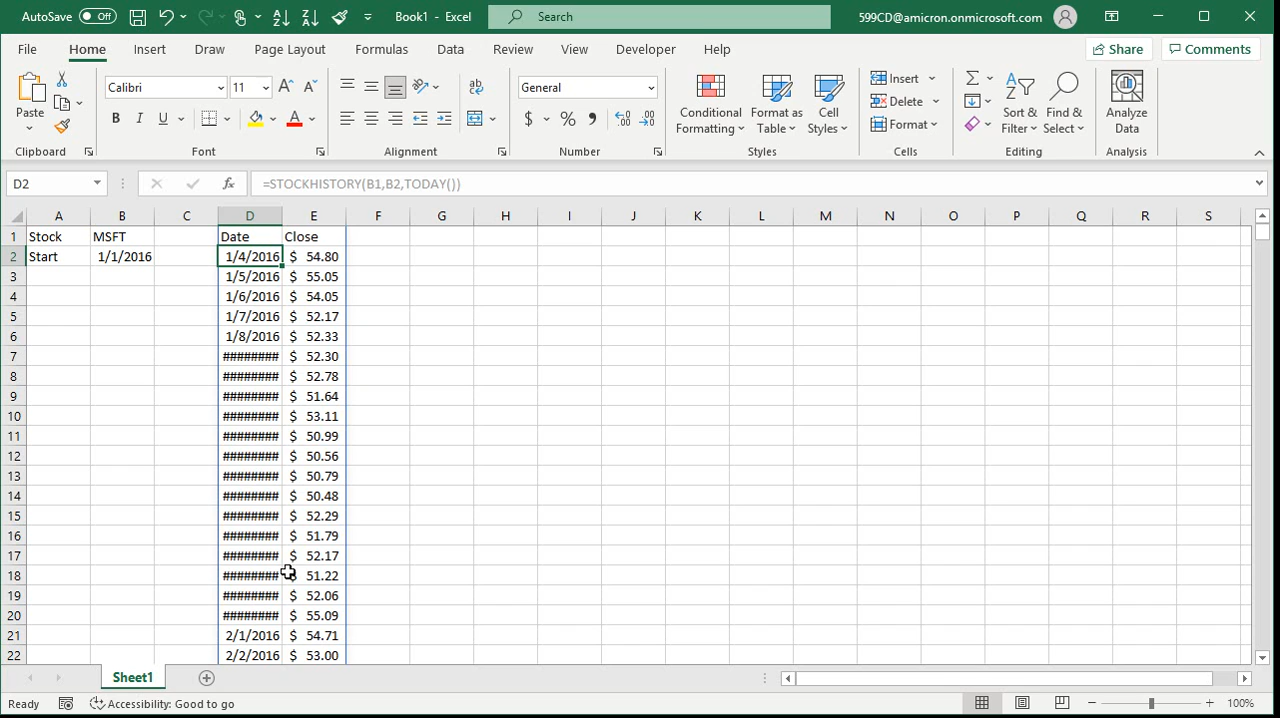 AutoSave Off Book1 - Excel Search 599CD@amicron.onmicrosoft.com
File Home Insert Draw Page Layout Formulas Data Review View Developer Help Share Comments
Calibri 11 General Insert
Paste B I U $ % Conditional Formatting Format as Table Cell Styles Delete Sort & Filter Find & Select Analyze Data
Format
Clipboard Font Alignment Number Styles Cells Editing Analysis
D2 fx =STOCKHISTORY(B1,B2,TODAY())
A B C D E F G H I J K L M N O P Q R S
1 Stock MSFT Date Close
2 Start 1/1/2016 1/4/2016 $ 54.80
3 1/5/2016 $ 55.05
4 1/6/2016 $ 54.05
5 1/7/2016 $ 52.17
6 1/8/2016 $ 52.33
7 ######## $ 52.30
8 ######## $ 52.78
9 ######## $ 51.64
10 ######## $ 53.11
11 ######## $ 50.99
12 ######## $ 50.56
13 ######## $ 50.79
14 ######## $ 50.48
15 ######## $ 52.29
16 ######## $ 51.79
17 ######## $ 52.17
18 ######## 51.22
19 ######## $ 52.06
20 ######## $ 55.09
21 2/1/2016 $ 54.71
22 2/2/2016 $ 53.00
Sheet1
Ready Accessibility: Good to go 100%